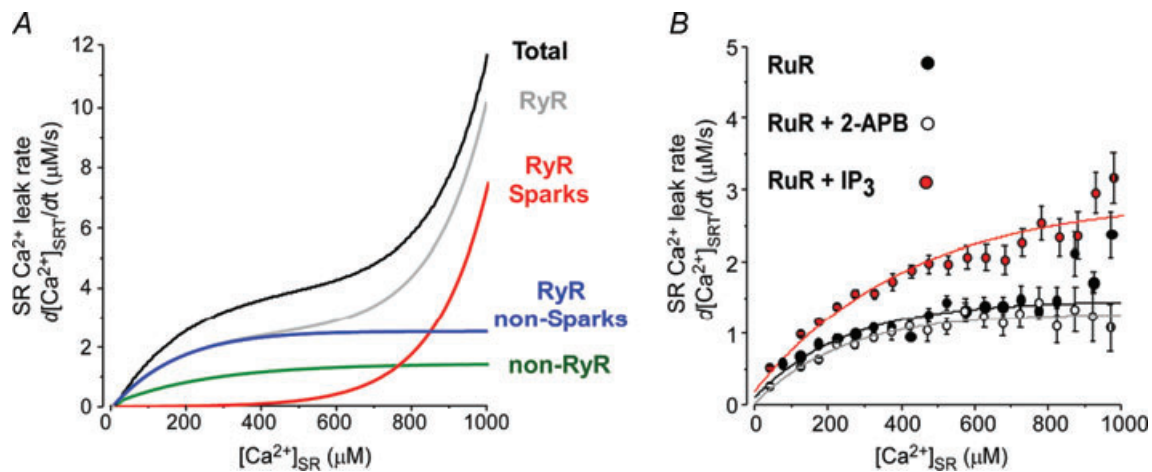 A
SR Ca²⁺ leak rate
d[Ca²⁺]SRT/dt (μM/s)
12
10
8
6
4
2
0
0 200 400 600 800 1000
[Ca²⁺]SR (μM)
Total
RyR
RyR
Sparks
RyR
non-Sparks
non-RyR
B
SR Ca²⁺ leak rate
d[Ca²⁺]SRT/dt (μM/s)
5
4
3
2
1
0
0 200 400 600 800 1000
[Ca²⁺]SR (μM)
RuR
RuR + 2-APB
RuR + IP₃